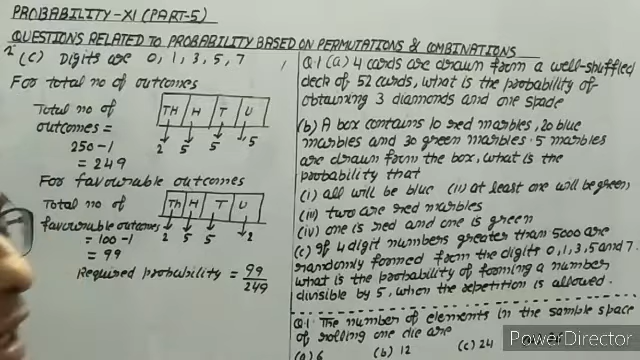 PROBABILITY-XI (PART-5)
QUESTIONS RELATED TO PROBABILITY BASED ON PERMUTATIONS & COMBINATIONS
(c) Digits are 0, 1, 3, 5, 7
For total no of outcomes
Total no of
outcomes =
250-1
= 249
TH H T U
2 5 5 5
For favourable outcomes
Total no of
favourable outcomes
= 100-1
= 99
Th H T U
2 5 5 2
Required probability = 99/249
Q.1 (a) 4 cards are drawn from a well-shuffled
deck of 52 cards, what is the probability of
obtaining 3 diamonds and one spade
(b) A box contains 10 red marbles, 20 blue
marbles and 30 green marbles. 5 marbles
are drawn from the box, what is the
probability that
(i) all will be blue (ii) at least one will be green,
(iii) two are red marbles
(iv) one is red and one is green
(c) If 4 digit numbers greater than 5000 are
randomly formed from the digits 0, 1, 3, 5 and 7.
what is the probability of forming a number
divisible by 5, when the repetition is allowed.
Q.1 The number of elements in the sample space
of rolling one die are
(a) 6 (b) 12 (c) 24
PowerDirector